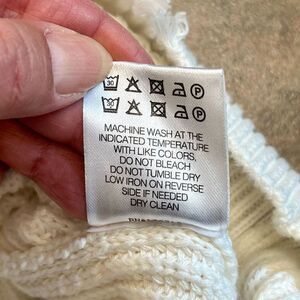 30
P
P
MACHINE WASH AT THE
INDICATED TEMPERATURE
WITH LIKE COLORS,
DO NOT BLEACH
DO NOT TUMBLE DRY
LOW IRON ON REVERSE
SIDE IF NEEDED
DRY CLEAN